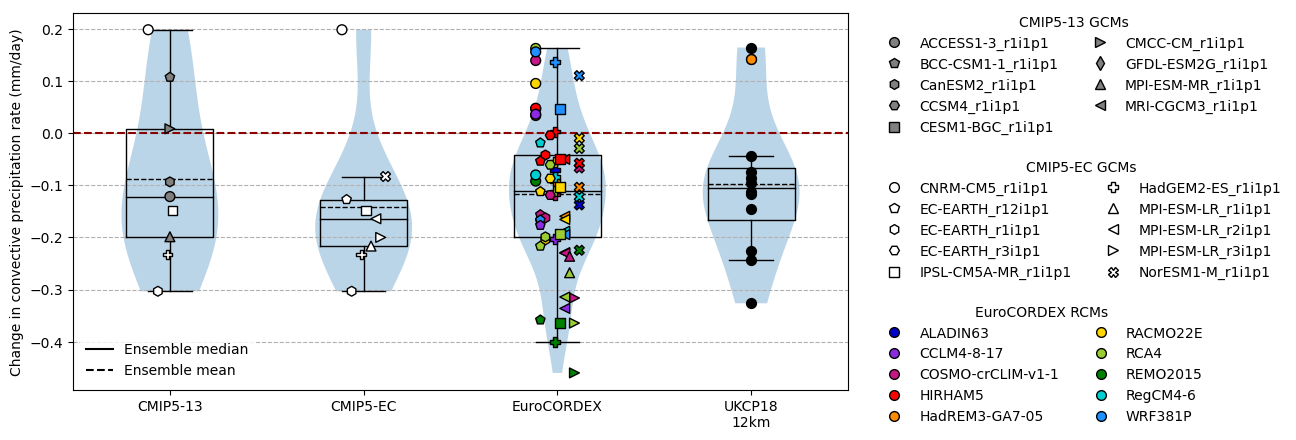 Change in convective precipitation rate (mm/day)
0.2
0.1
0.0
−0.1
−0.2
−0.3
−0.4
Ensemble median
Ensemble mean
CMIP5-13
CMIP5-EC
EuroCORDEX
UKCP18
12km
CMIP5-13 GCMs
ACCESS1-3_r1i1p1
BCC-CSM1-1_r1i1p1
CanESM2_r1i1p1
CCSM4_r1i1p1
CESM1-BGC_r1i1p1
CMCC-CM_r1i1p1
GFDL-ESM2G_r1i1p1
MPI-ESM-MR_r1i1p1
MRI-CGCM3_r1i1p1
CMIP5-EC GCMs
CNRM-CM5_r1i1p1
EC-EARTH_r12i1p1
EC-EARTH_r1i1p1
EC-EARTH_r3i1p1
IPSL-CM5A-MR_r1i1p1
HadGEM2-ES_r1i1p1
MPI-ESM-LR_r1i1p1
MPI-ESM-LR_r2i1p1
MPI-ESM-LR_r3i1p1
NorESM1-M_r1i1p1
EuroCORDEX RCMs
ALADIN63
CCLM4-8-17
COSMO-crCLIM-v1-1
HIRHAM5
HadREM3-GA7-05
RACMO22E
RCA4
REMO2015
RegCM4-6
WRF381P